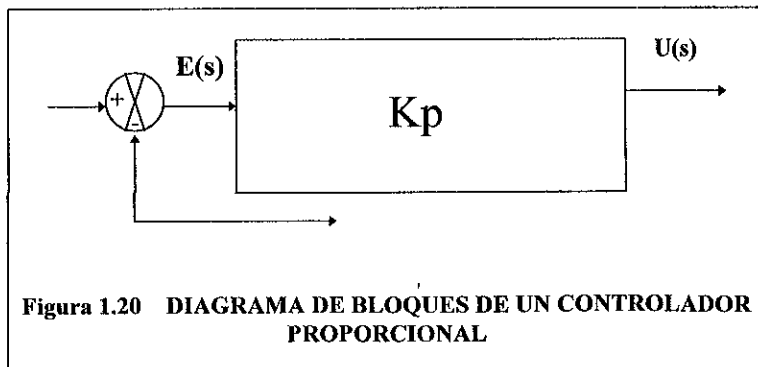 E(s)
U(s)
+
Kp
-
Figura 1.20 DIAGRAMA DE BLOQUES DE UN CONTROLADOR
PROPORCIONAL